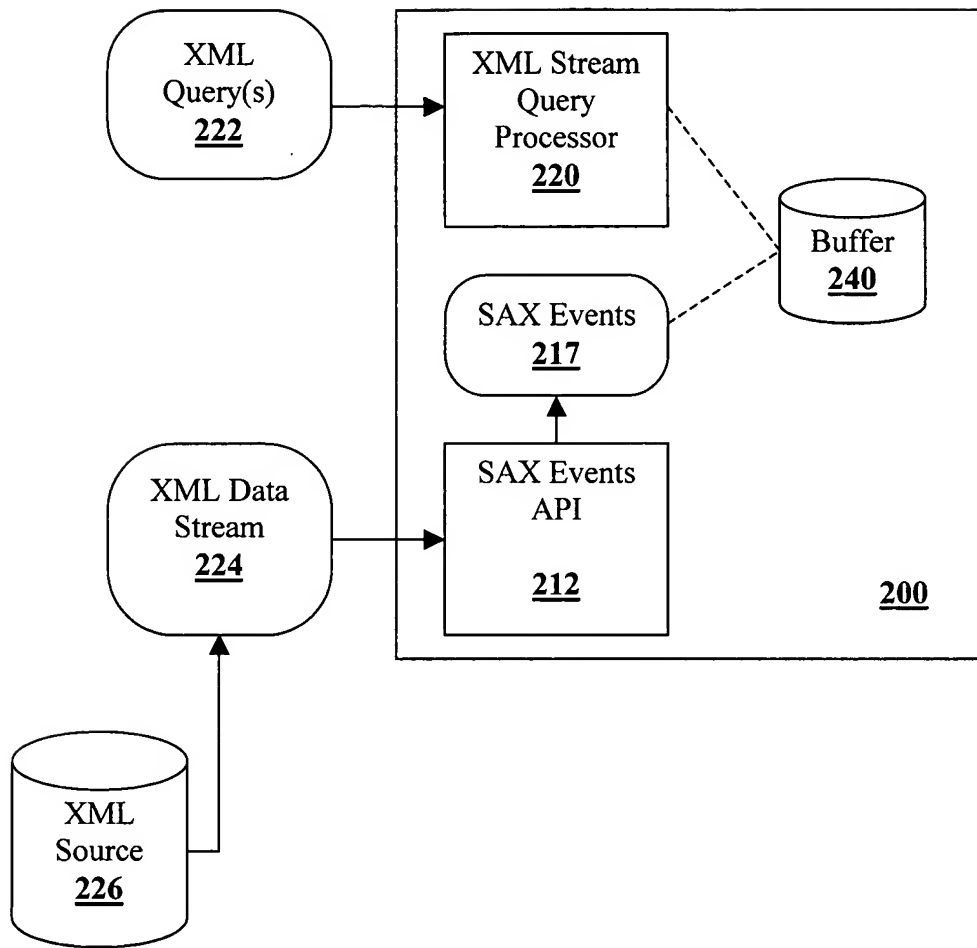 XML
Query(s)
222
XML Stream
Query
Processor
220
Buffer
240
SAX Events
217
XML Data
Stream
224
SAX Events
API
212
200
XML
Source
226